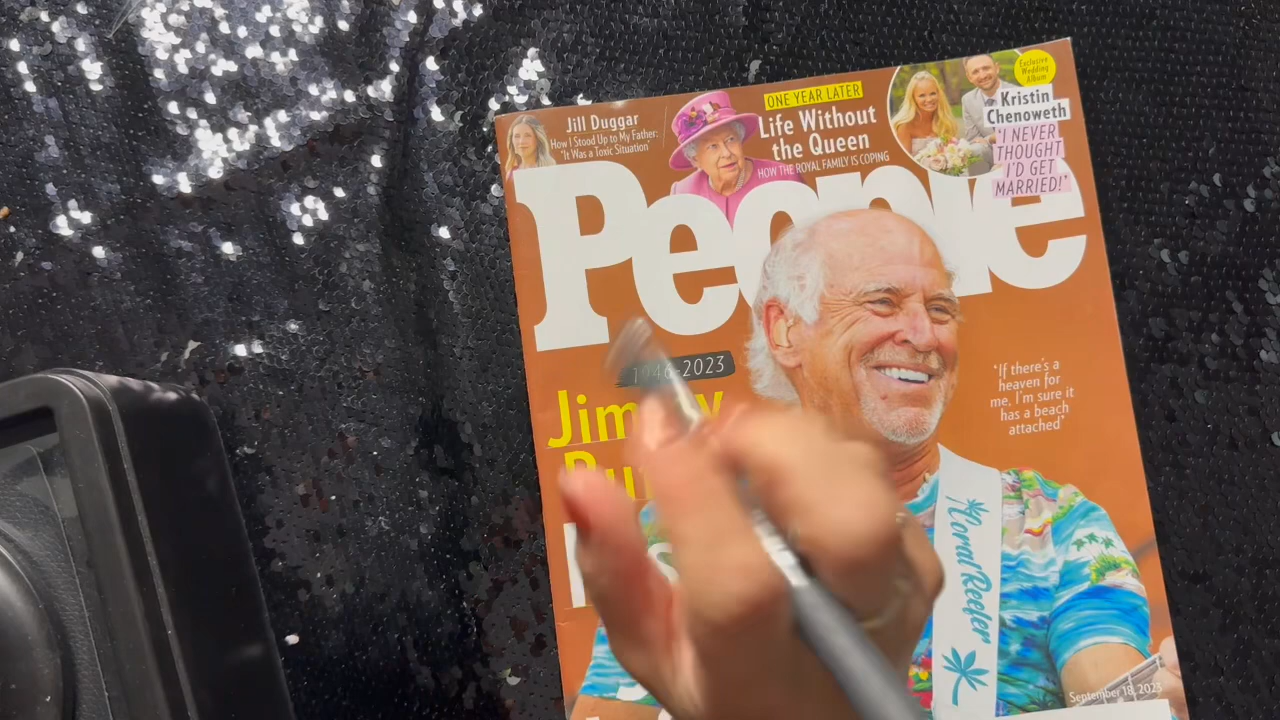 Jill Duggar
How I Stood Up to My Father:
"It Was a Toxic Situation"
ONE YEAR LATER
Life Without
the Queen
HOW THE ROYAL FAMILY IS COPING
Exclusive
Wedding
Album
Kristin
Chenoweth
'I NEVER
THOUGHT
I'D GET
MARRIED!'
People
1946-2023
"If there's a
heaven for
me, I'm sure it
has a beach
attached"
Coral Reefer
September 18, 2023